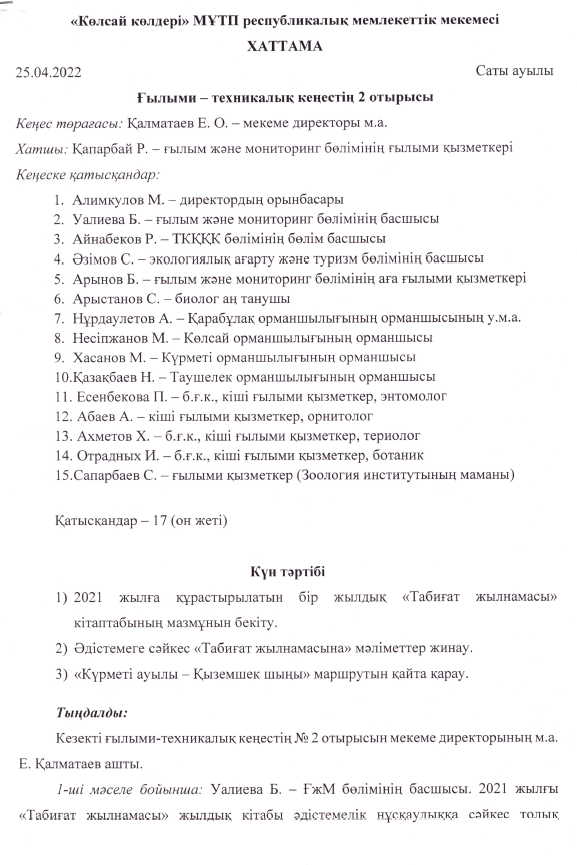 «Көлсай көлдері» МҰТП республикалық мемлекеттік мекемесі
ХАТТАМА
25.04.2022 Саты ауылы
Ғылыми – техникалық кеңестің 2 отырысы
Кеңес төрағасы: Қалматаев Е. О. – мекеме директоры м.а.
Хатшы: Қапарбай Р. – ғылым және мониторинг бөлімінің ғылыми қызметкері
Кеңеске қатысқандар:
1. Алимкулов М. – директордың орынбасары
2. Уалиева Б. – ғылым және мониторинг бөлімінің басшысы
3. Айнабеков Р. – ТКҚҚК бөлімінің бөлім басшысы
4. Әзімов С. – экологиялық ағарту және туризм бөлімінің басшысы
5. Арынов Б. – ғылым және мониторинг бөлімінің аға ғылыми қызметкері
6. Арыстанов С. – биолог аң танушы
7. Нұрдаулетов А. – Қарабұлақ орманшылығының орманшысының у.м.а.
8. Несіпжанов М. – Көлсай орманшылығының орманшысы
9. Хасанов М. – Күрметі орманшылығының орманшысы
10.Қазақбаев Н. – Таушелек орманшылығының орманшысы
11. Есенбекова П. – б.ғ.к., кіші ғылыми қызметкер, энтомолог
12. Абаев А. – кіші ғылыми қызметкер, орнитолог
13. Ахметов Х. – б.ғ.к., кіші ғылыми қызметкер, териолог
14. Отрадных И. – б.ғ.к., кіші ғылыми қызметкер, ботаник
15.Сапарбаев С. – ғылыми қызметкер (Зоология институтының маманы)
Қатысқандар – 17 (он жеті)
Күн тәртібі
1) 2021 жылға құрастырылатын бір жылдық «Табиғат жылнамасы»
кітаптабының мазмұнын бекіту.
2) Әдістемеге сәйкес «Табиғат жылнамасына» мәліметтер жинау.
3) «Күрметі ауылы – Қыземшек шыңы» маршрутын қайта қарау.
Тыңдалды:
Кезекті ғылыми-техникалық кеңестің № 2 отырысын мекеме директорының м.а.
Е. Қалматаев ашты.
1-ші мәселе бойынша: Уалиева Б. – ҒжМ бөлімінің басшысы. 2021 жылғы
«Табиғат жылнамасы» жылдық кітабы әдістемелік нұсқаулыққа сәйкес толық